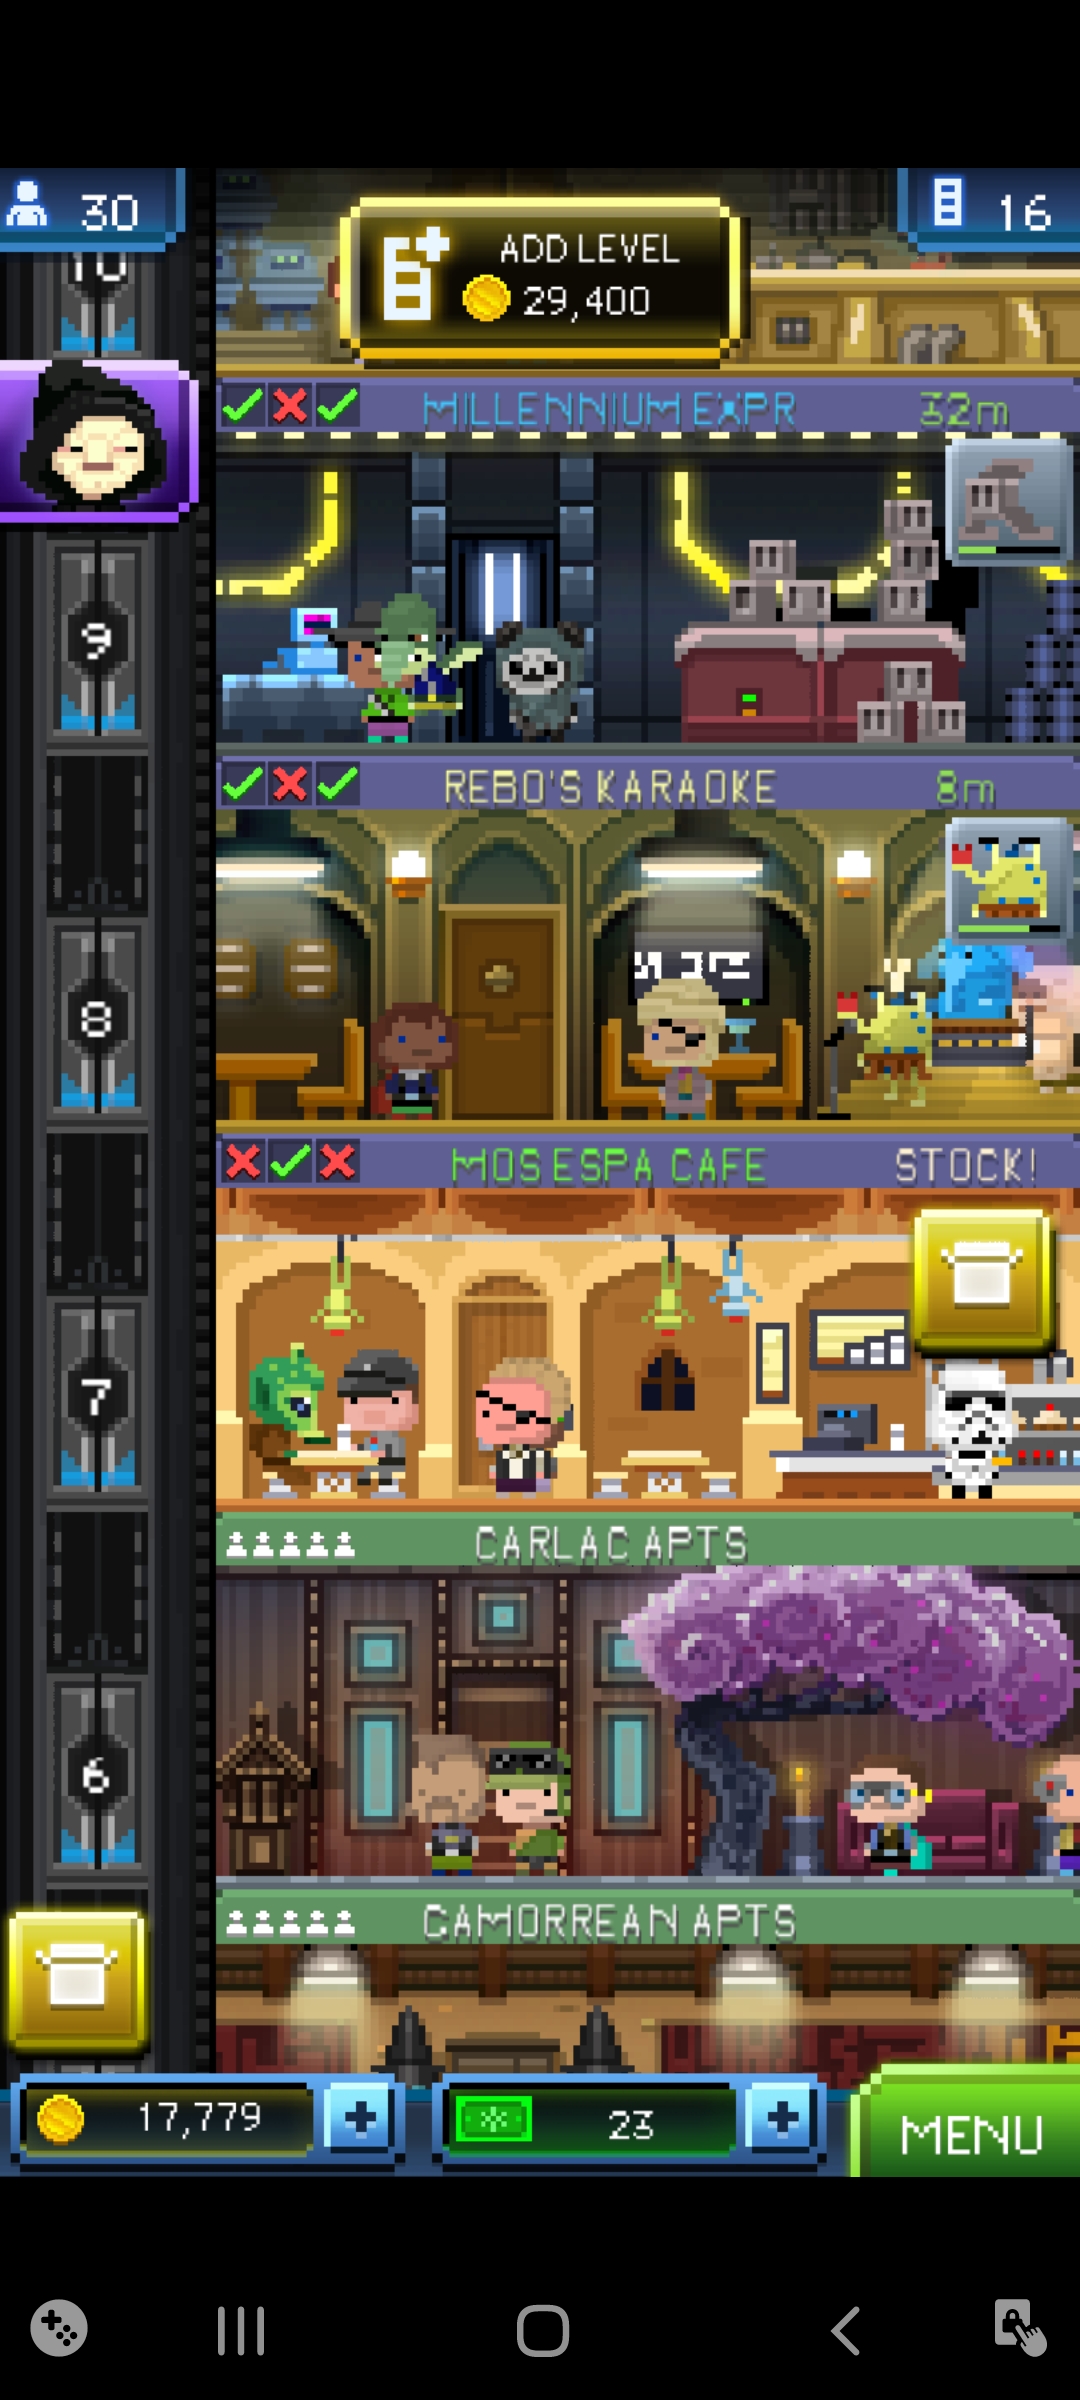 30
ADD LEVEL
29,400
16
10
MILLENNIUM EXPR
32m
9
REBO'S KARAOKE
8m
8
MOS ESPA CAFE
STOCK!
7
CARLAC APTS
6
CAMORREAN APTS
17,779
23
MENU